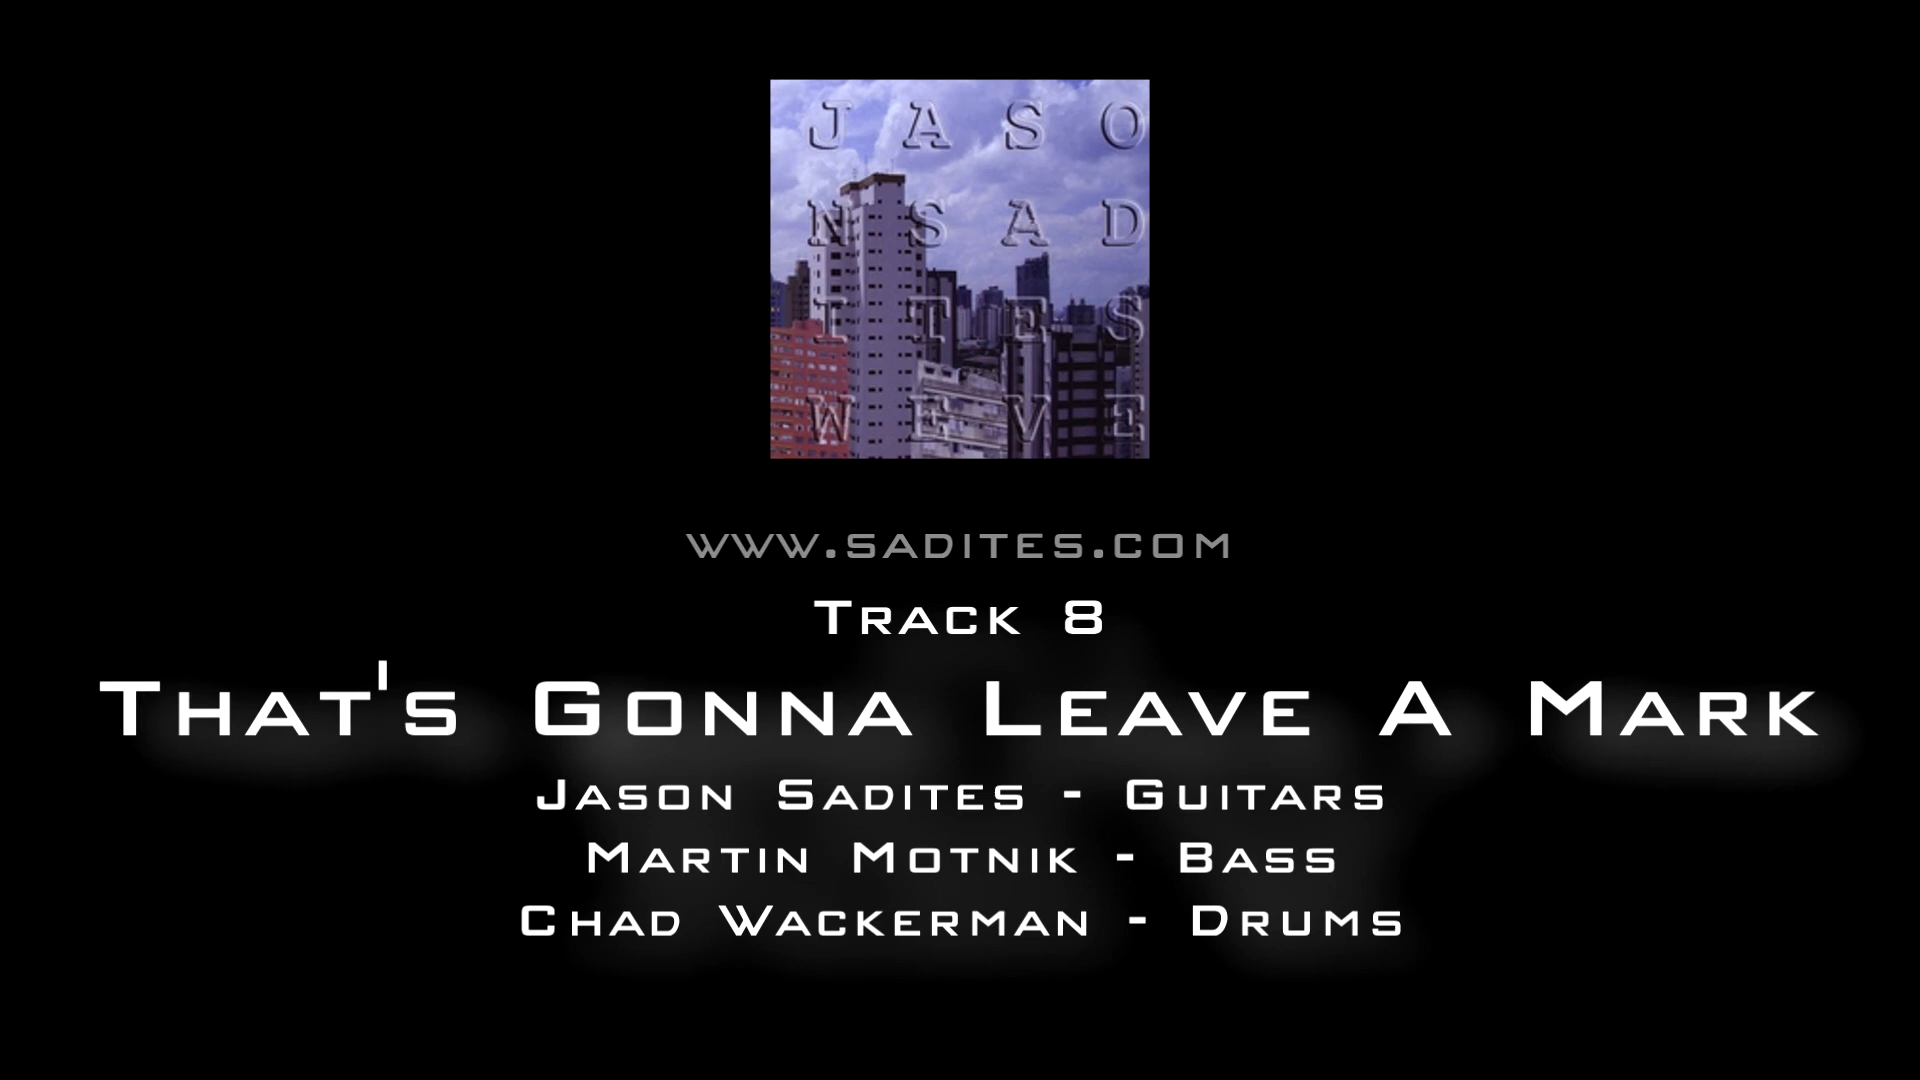 J A S O
N S A D
I T E S
W E V E
www.sadites.com
Track 8
That's Gonna Leave A Mark
Jason Sadites - Guitars
Martin Motnik - Bass
Chad Wackerman - Drums